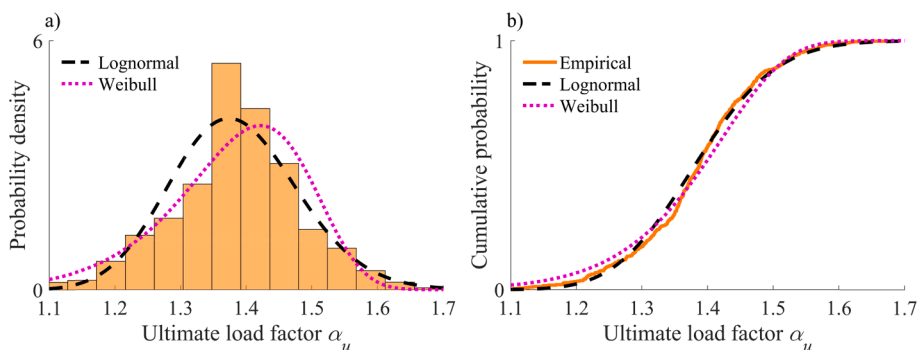 a)
6
Lognormal
Weibull
Probability density
0
1.1 1.2 1.3 1.4 1.5 1.6 1.7
Ultimate load factor αu
b)
1
Empirical
Lognormal
Weibull
Cumulative probability
0
1.1 1.2 1.3 1.4 1.5 1.6 1.7
Ultimate load factor αu